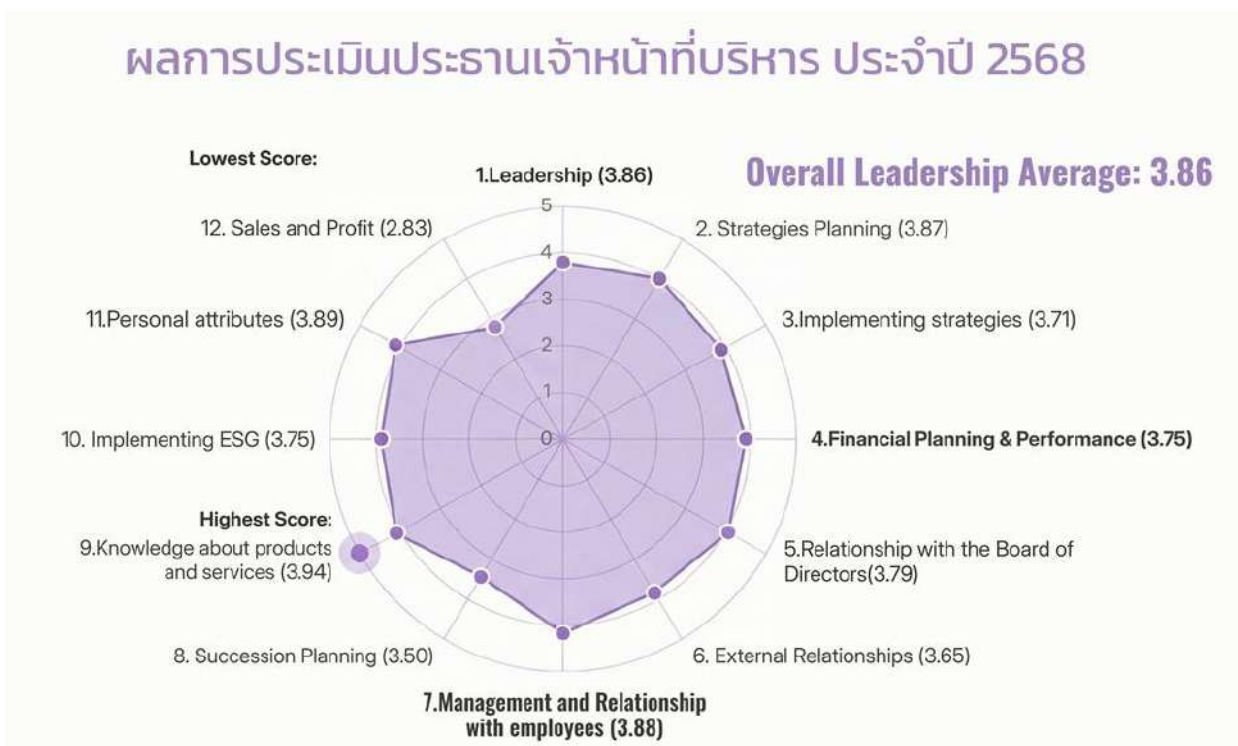 ผลการประเมินประธานเจ้าหน้าที่บริหาร ประจำปี 2568
Overall Leadership Average: 3.86
Lowest Score:
12. Sales and Profit (2.83)
1.Leadership (3.86)
2. Strategies Planning (3.87)
3.Implementing strategies (3.71)
4.Financial Planning & Performance (3.75)
5.Relationship with the Board of
Directors(3.79)
6. External Relationships (3.65)
7.Management and Relationship
with employees (3.88)
8. Succession Planning (3.50)
Highest Score:
9.Knowledge about products
and services (3.94)
10. Implementing ESG (3.75)
11.Personal attributes (3.89)
5
4
3
2
1
0